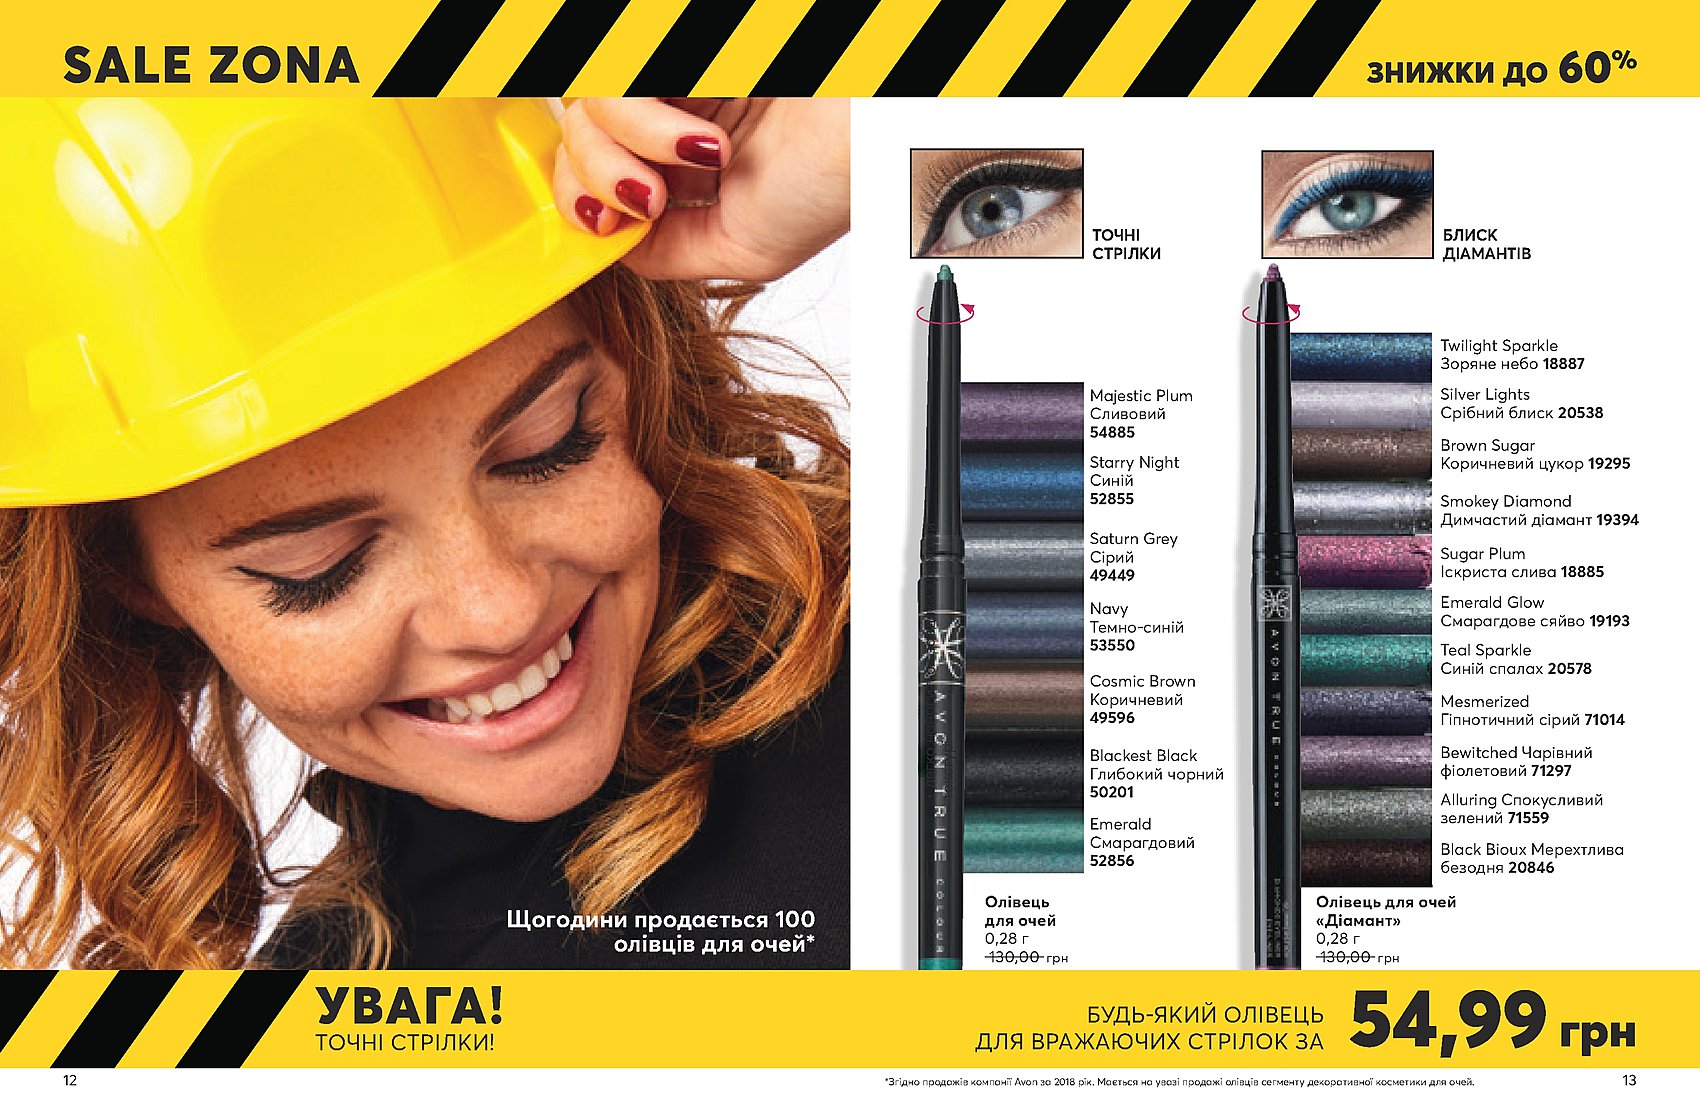 SALE ZONA
ЗНИЖКИ ДО 60%
ТОЧНІ
СТРІЛКИ
Majestic Plum
Сливовий
54885
Starry Night
Синій
52855
Saturn Grey
Сірий
49449
Navy
Темно-синій
53550
Cosmic Brown
Коричневий
49596
Blackest Black
Глибокий чорний
50201
Emerald
Смарагдовий
52856
AVON TRUE COLOUR
Олівець
для очей
0,28 г
130,00 грн
БЛИСК
ДІАМАНТІВ
Twilight Sparkle
Зоряне небо 18887
Silver Lights
Срібний блиск 20538
Brown Sugar
Коричневий цукор 19295
Smokey Diamond
Димчастий діамант 19394
Sugar Plum
Іскриста слива 18885
Emerald Glow
Смарагдове сяйво 19193
Teal Sparkle
Синій спалах 20578
Mesmerized
Гіпнотичний сірий 71014
Bewitched Чарівний
фіолетовий 71297
Alluring Спокусливий
зелений 71559
Black Bioux Мерехтлива
безодня 20846
AVON TRUE COLOUR
Олівець для очей
«Діамант»
0,28 г
130,00 грн
Щогодини продається 100
олівців для очей*
УВАГА!
ТОЧНІ СТРІЛКИ!
БУДЬ-ЯКИЙ ОЛІВЕЦЬ
ДЛЯ ВРАЖАЮЧИХ СТРІЛОК ЗА
54,99 грн
12
*Згідно продажів компанії Avon за 2018 рік. Мається на увазі продажі олівців сегменту декоративної косметики для очей.
13